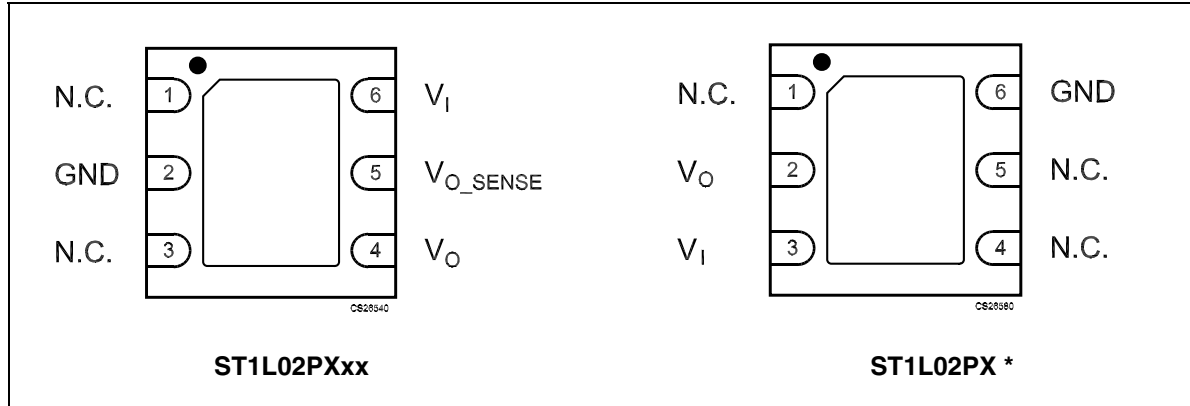 N.C. 1 6 V_I
GND 2 5 V_O_SENSE
N.C. 3 4 V_O
CS26540
ST1L02PXxx
N.C. 1 6 GND
V_O 2 5 N.C.
V_I 3 4 N.C.
CS26560
ST1L02PX *